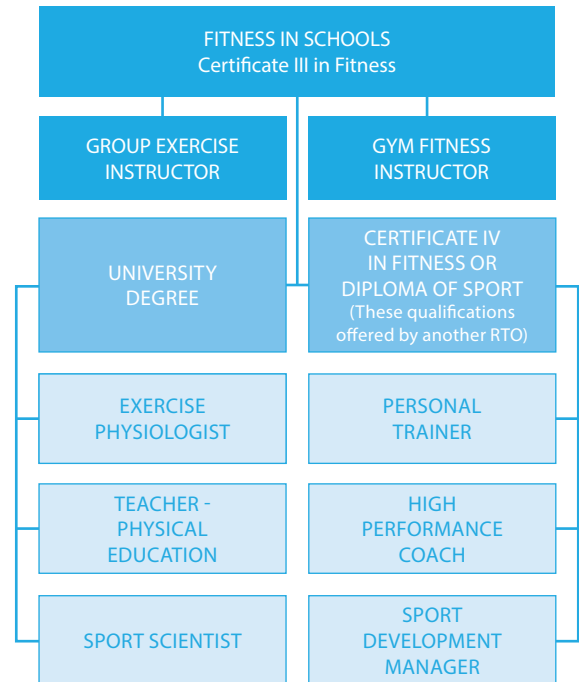 FITNESS IN SCHOOLS
Certificate III in Fitness
GROUP EXERCISE
INSTRUCTOR
GYM FITNESS
INSTRUCTOR
UNIVERSITY
DEGREE
CERTIFICATE IV
IN FITNESS OR
DIPLOMA OF SPORT
(These qualifications
offered by another RTO)
EXERCISE
PHYSIOLOGIST
PERSONAL
TRAINER
TEACHER -
PHYSICAL
EDUCATION
HIGH
PERFORMANCE
COACH
SPORT SCIENTIST
SPORT
DEVELOPMENT
MANAGER